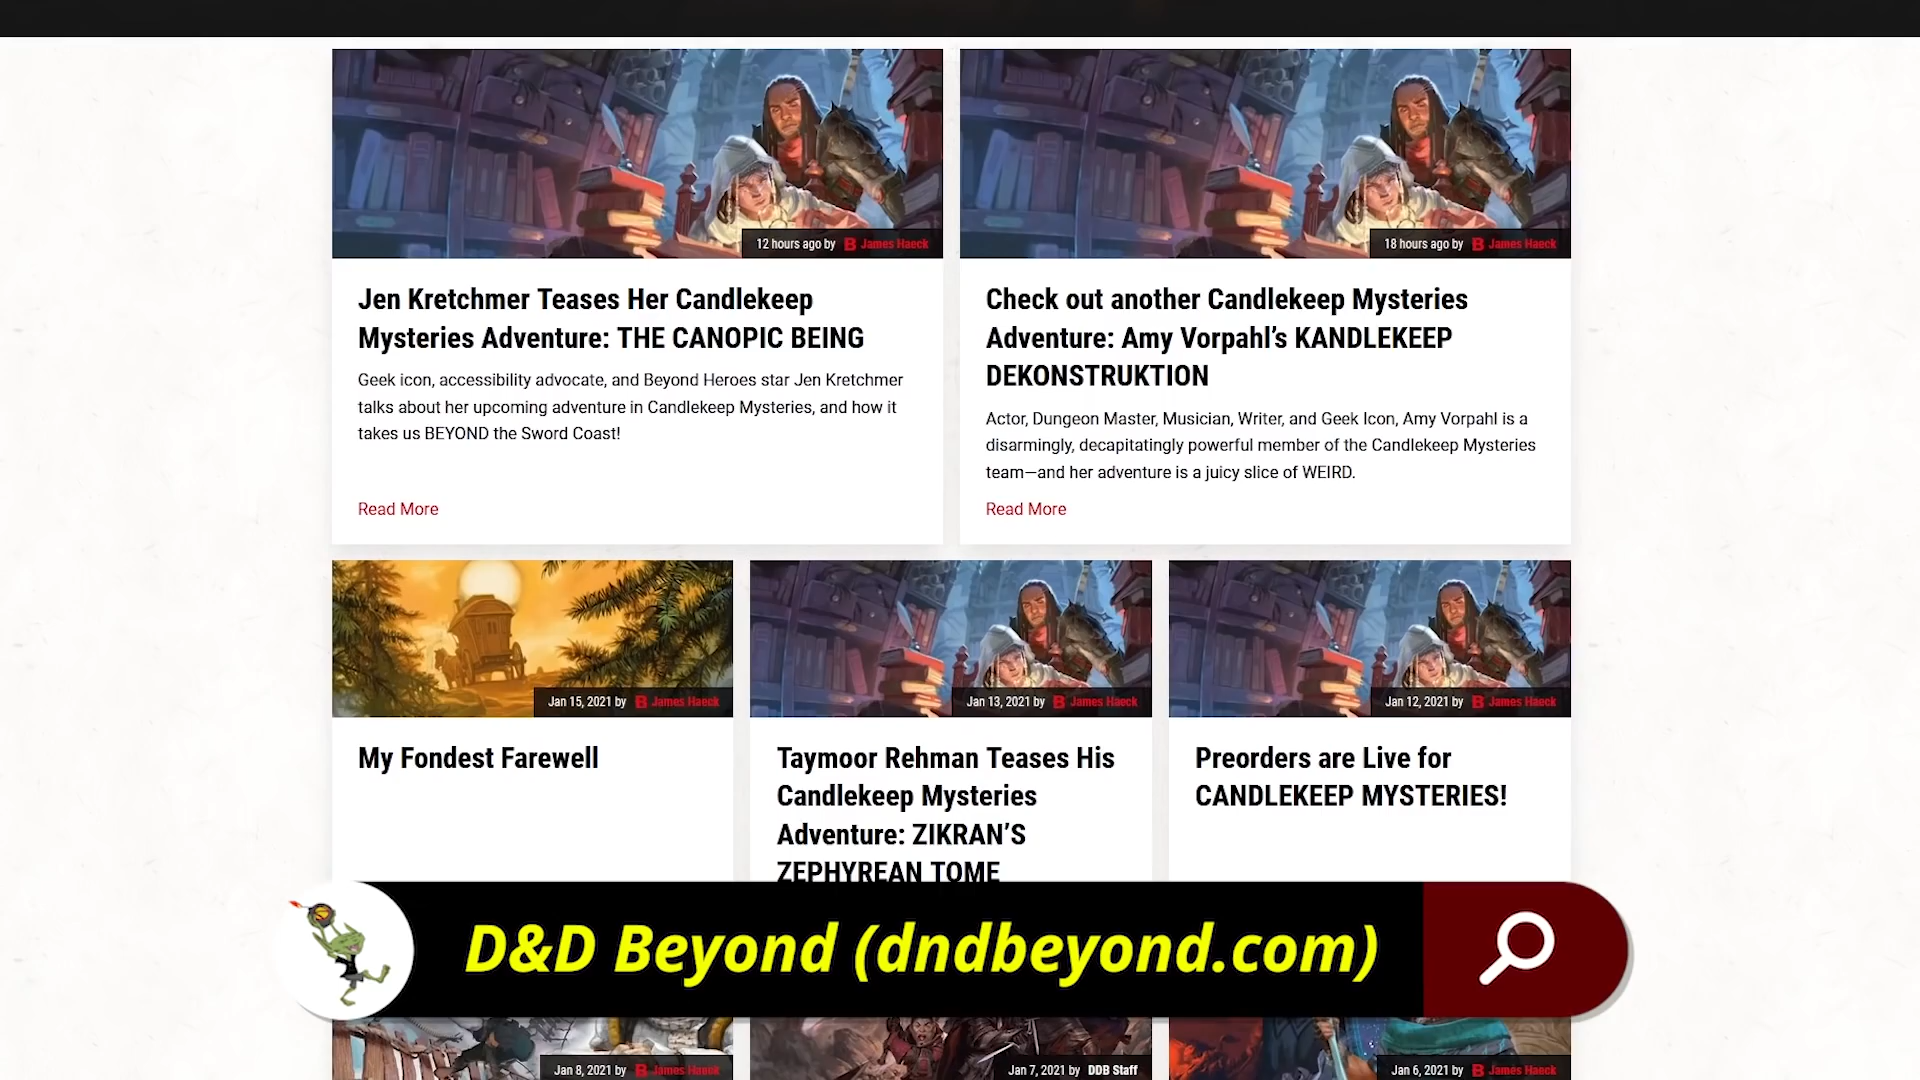 12 hours ago by B James Haeck
18 hours ago by B James Haeck
Jen Kretchmer Teases Her Candlekeep
Mysteries Adventure: THE CANOPIC BEING
Geek icon, accessibility advocate, and Beyond Heroes star Jen Kretchmer
talks about her upcoming adventure in Candlekeep Mysteries, and how it
takes us BEYOND the Sword Coast!
Read More
Check out another Candlekeep Mysteries
Adventure: Amy Vorpahl’s KANDLEKEEP
DEKONSTRUKTION
Actor, Dungeon Master, Musician, Writer, and Geek Icon, Amy Vorpahl is a
disarmingly, decapitatingly powerful member of the Candlekeep Mysteries
team—and her adventure is a juicy slice of WEIRD.
Read More
Jan 15, 2021 by B James Haeck
Jan 13, 2021 by B James Haeck
Jan 12, 2021 by B James Haeck
My Fondest Farewell
Taymoor Rehman Teases His
Candlekeep Mysteries
Adventure: ZIKRAN’S
ZEPHYREAN TOME
Preorders are Live for
CANDLEKEEP MYSTERIES!
D&D Beyond (dndbeyond.com)
Jan 8, 2021 by B James Haeck
Jan 7, 2021 by DDB Staff
Jan 6, 2021 by B James Haeck